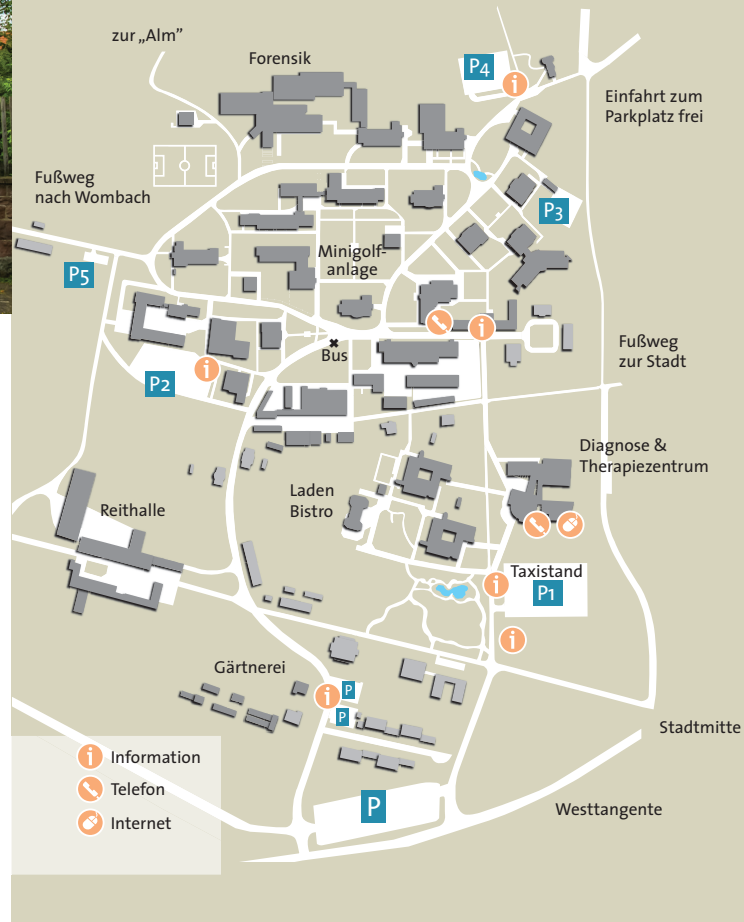 zur „Alm”
Forensik
P4
i
Einfahrt zum
Parkplatz frei
Fußweg
nach Wombach
P3
Minigolf-
anlage
P5
i
Fußweg
zur Stadt
Bus
i
P2
Diagnose &
Therapiezentrum
Laden
Bistro
Reithalle
Taxistand
i
P1
i
Gärtnerei
i
P
P
Stadtmitte
i Information
Telefon
Internet
P
Westtangente